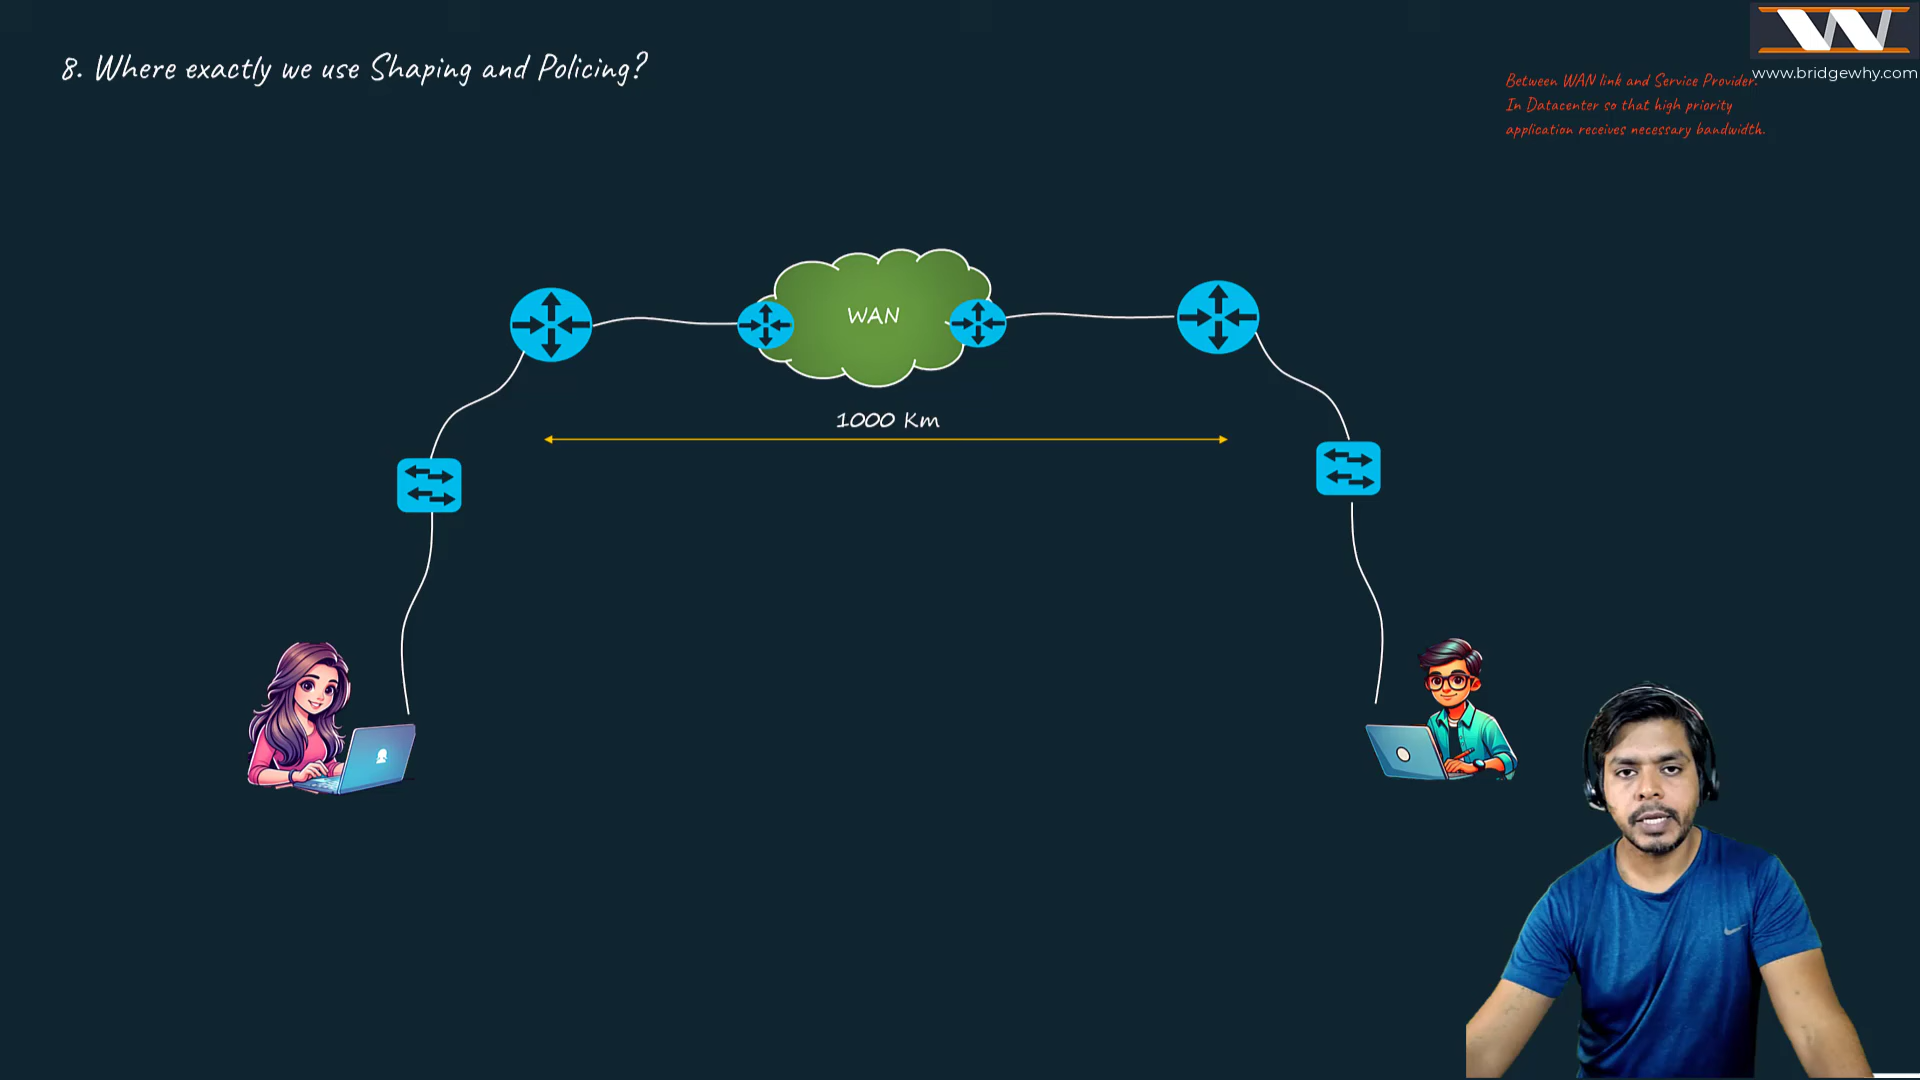 8. Where exactly we use Shaping and Policing?
www.bridgewhy.com
Between WAN link and Service Provider.
In Datacenter so that high priority
application receives necessary bandwidth.
WAN
1000 Km